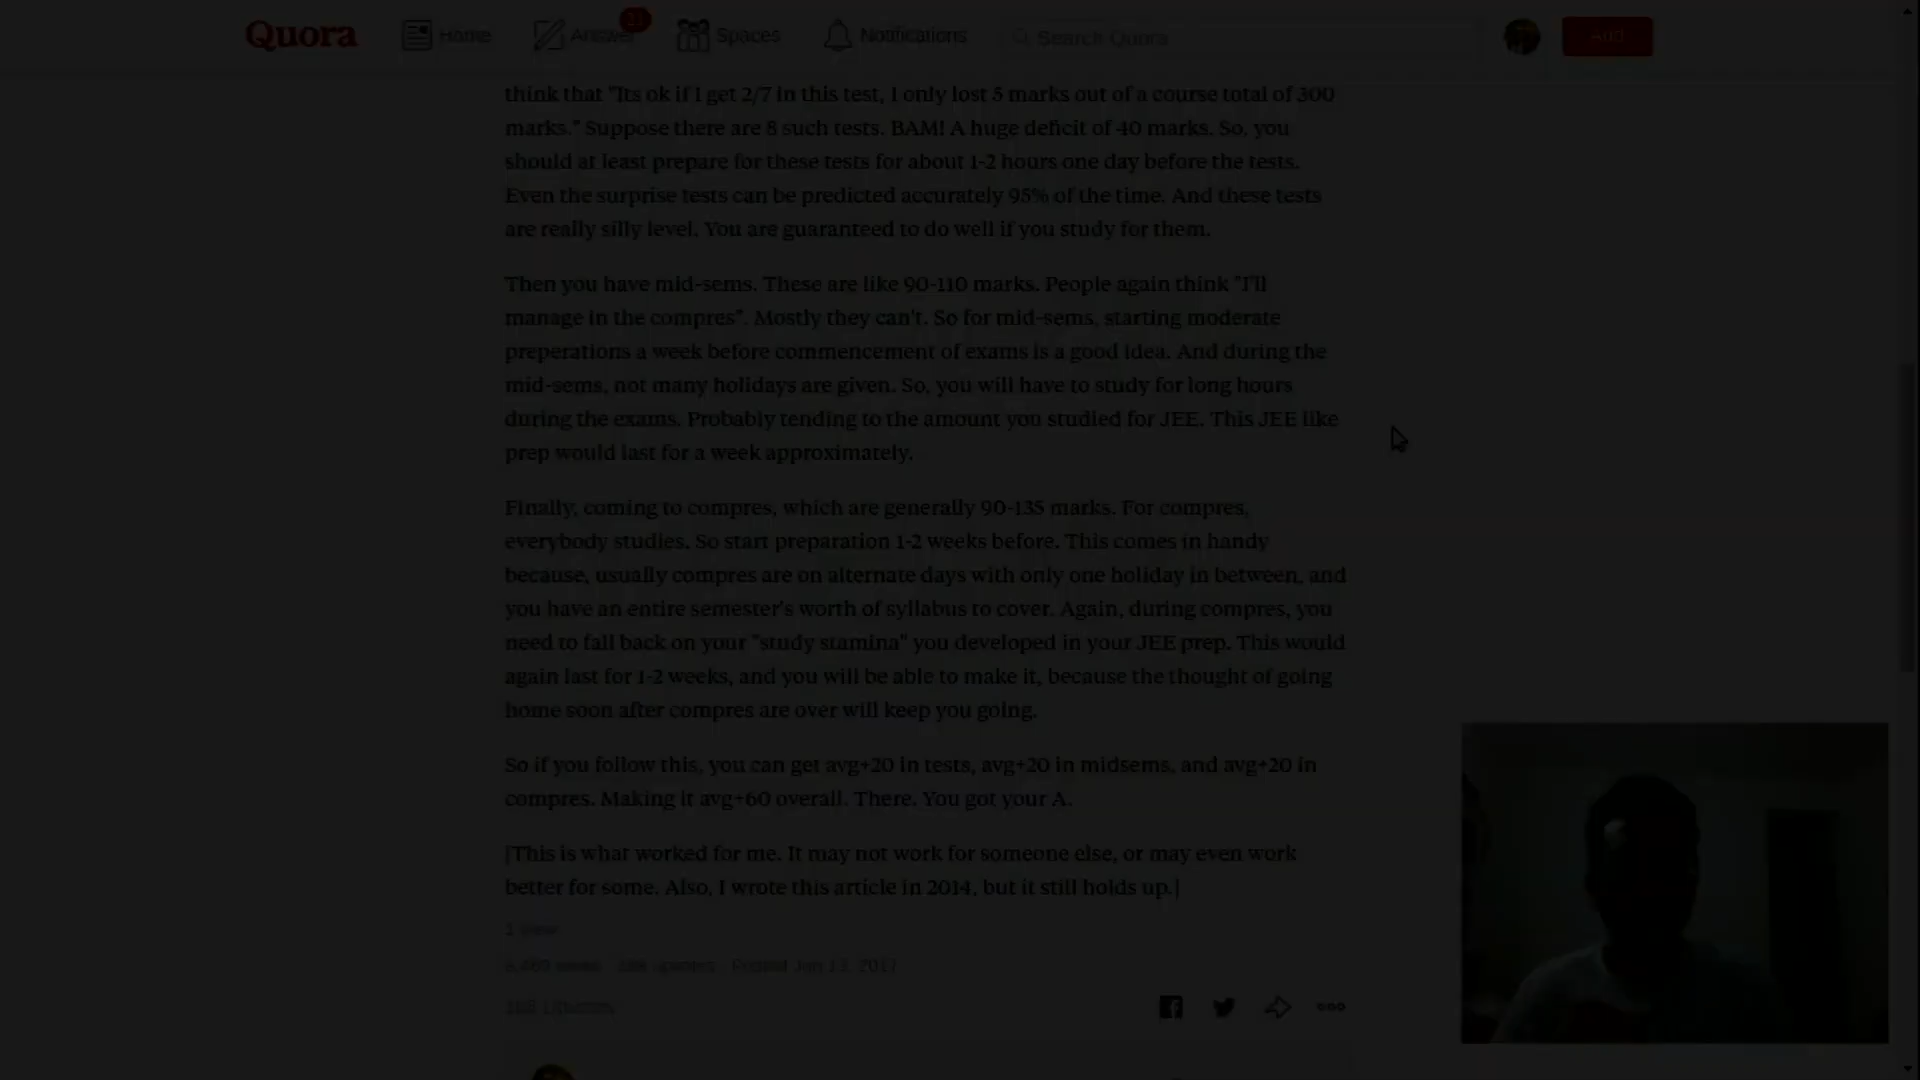 Quora
Home
Answer
Spaces
Notifications
Search Quora
Add
think that "Its ok if I get 2/7 in this test, I only lost 5 marks out of a course total of 300
marks." Suppose there are 8 such tests. BAM! A huge deficit of 40 marks. So, you
should at least prepare for these tests for about 1-2 hours one day before the tests.
Even the surprise tests can be predicted accurately 95% of the time. And these tests
are really silly level. You are guaranteed to do well if you study for them.
Then you have mid-sems. These are like 90-110 marks. People again think "I'll
manage in the compres". Mostly they can't. So for mid-sems, starting moderate
preperations a week before commencement of exams is a good idea. And during the
mid-sems, not many holidays are given. So, you will have to study for long hours
during the exams. Probably tending to the amount you studied for JEE. This JEE like
prep would last for a week approximately.
Finally, coming to compres, which are generally 90-135 marks. For compres,
everybody studies. So start preparation 1-2 weeks before. This comes in handy
because, usually compres are on alternate days with only one holiday in between, and
you have an entire semester's worth of syllabus to cover. Again, during compres, you
need to fall back on your "study stamina" you developed in your JEE prep. This would
again last for 1-2 weeks, and you will be able to make it, because the thought of going
home soon after compres are over will keep you going.
So if you follow this, you can get avg+20 in tests, avg+20 in midsems, and avg+20 in
compres. Making it avg+60 overall. There. You got your A.
[This is what worked for me. It may not work for someone else, or may even work
better for some. Also, I wrote this article in 2014, but it still holds up.]
1 view
views upvotes Posted Jun 2017